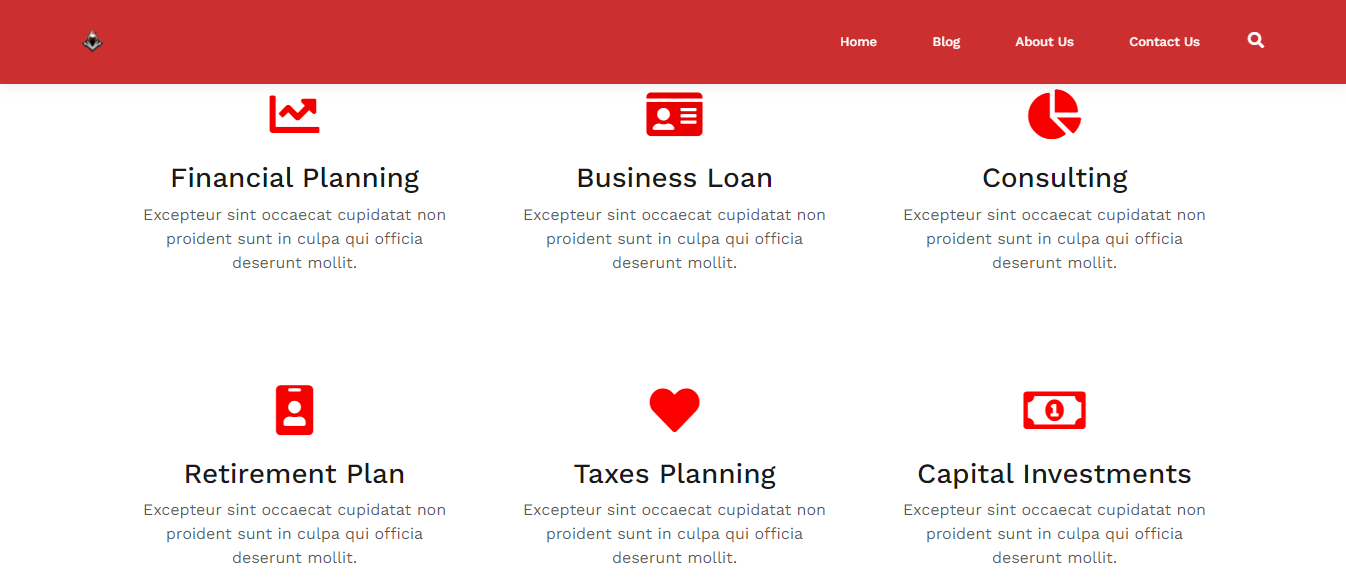 Home Blog About Us Contact Us
Financial Planning
Excepteur sint occaecat cupidatat non
proident sunt in culpa qui officia
deserunt mollit.
Business Loan
Excepteur sint occaecat cupidatat non
proident sunt in culpa qui officia
deserunt mollit.
Consulting
Excepteur sint occaecat cupidatat non
proident sunt in culpa qui officia
deserunt mollit.
Retirement Plan
Excepteur sint occaecat cupidatat non
proident sunt in culpa qui officia
deserunt mollit.
Taxes Planning
Excepteur sint occaecat cupidatat non
proident sunt in culpa qui officia
deserunt mollit.
1
Capital Investments
Excepteur sint occaecat cupidatat non
proident sunt in culpa qui officia
deserunt mollit.